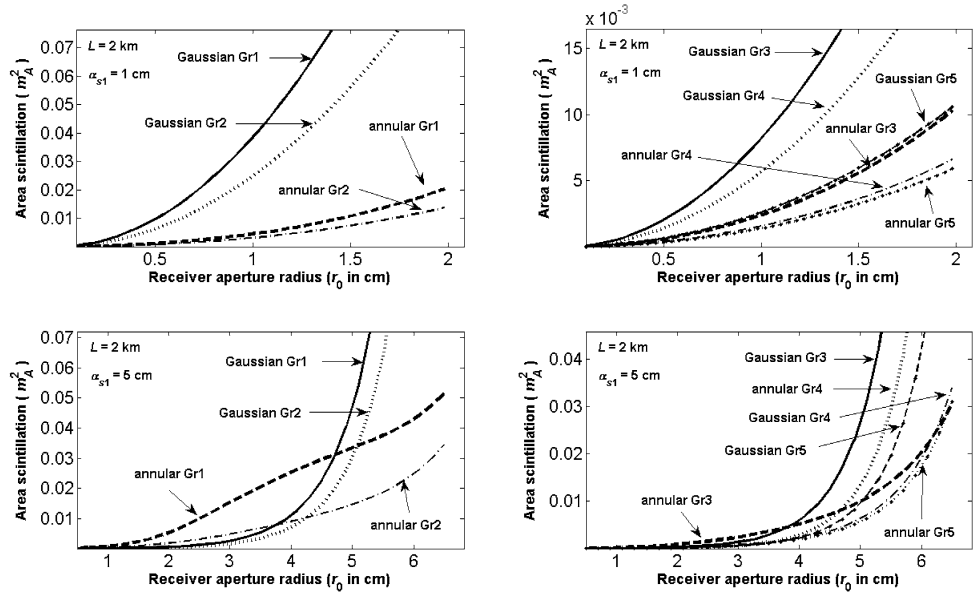 0.07
0.06
0.05
0.04
0.03
0.02
0.01
Area scintillation ( m²A )
L = 2 km
αs1 = 1 cm
Gaussian Gr1
Gaussian Gr2
annular Gr1
annular Gr2
0.5 1 1.5 2
Receiver aperture radius (r0 in cm)
x 10-3
15
10
5
Area scintillation ( m²A )
L = 2 km
αs1 = 1 cm
Gaussian Gr3
Gaussian Gr4
Gaussian Gr5
annular Gr3
annular Gr4
annular Gr5
0.5 1 1.5 2
Receiver aperture radius (r0 in cm)
0.07
0.06
0.05
0.04
0.03
0.02
0.01
Area scintillation ( m²A )
L = 2 km
αs1 = 5 cm
Gaussian Gr1
Gaussian Gr2
annular Gr1
annular Gr2
1 2 3 4 5 6
Receiver aperture radius (r0 in cm)
0.04
0.03
0.02
0.01
Area scintillation ( m²A )
L = 2 km
αs1 = 5 cm
Gaussian Gr3
annular Gr4
Gaussian Gr4
Gaussian Gr5
annular Gr3
annular Gr5
1 2 3 4 5 6
Receiver aperture radius (r0 in cm)